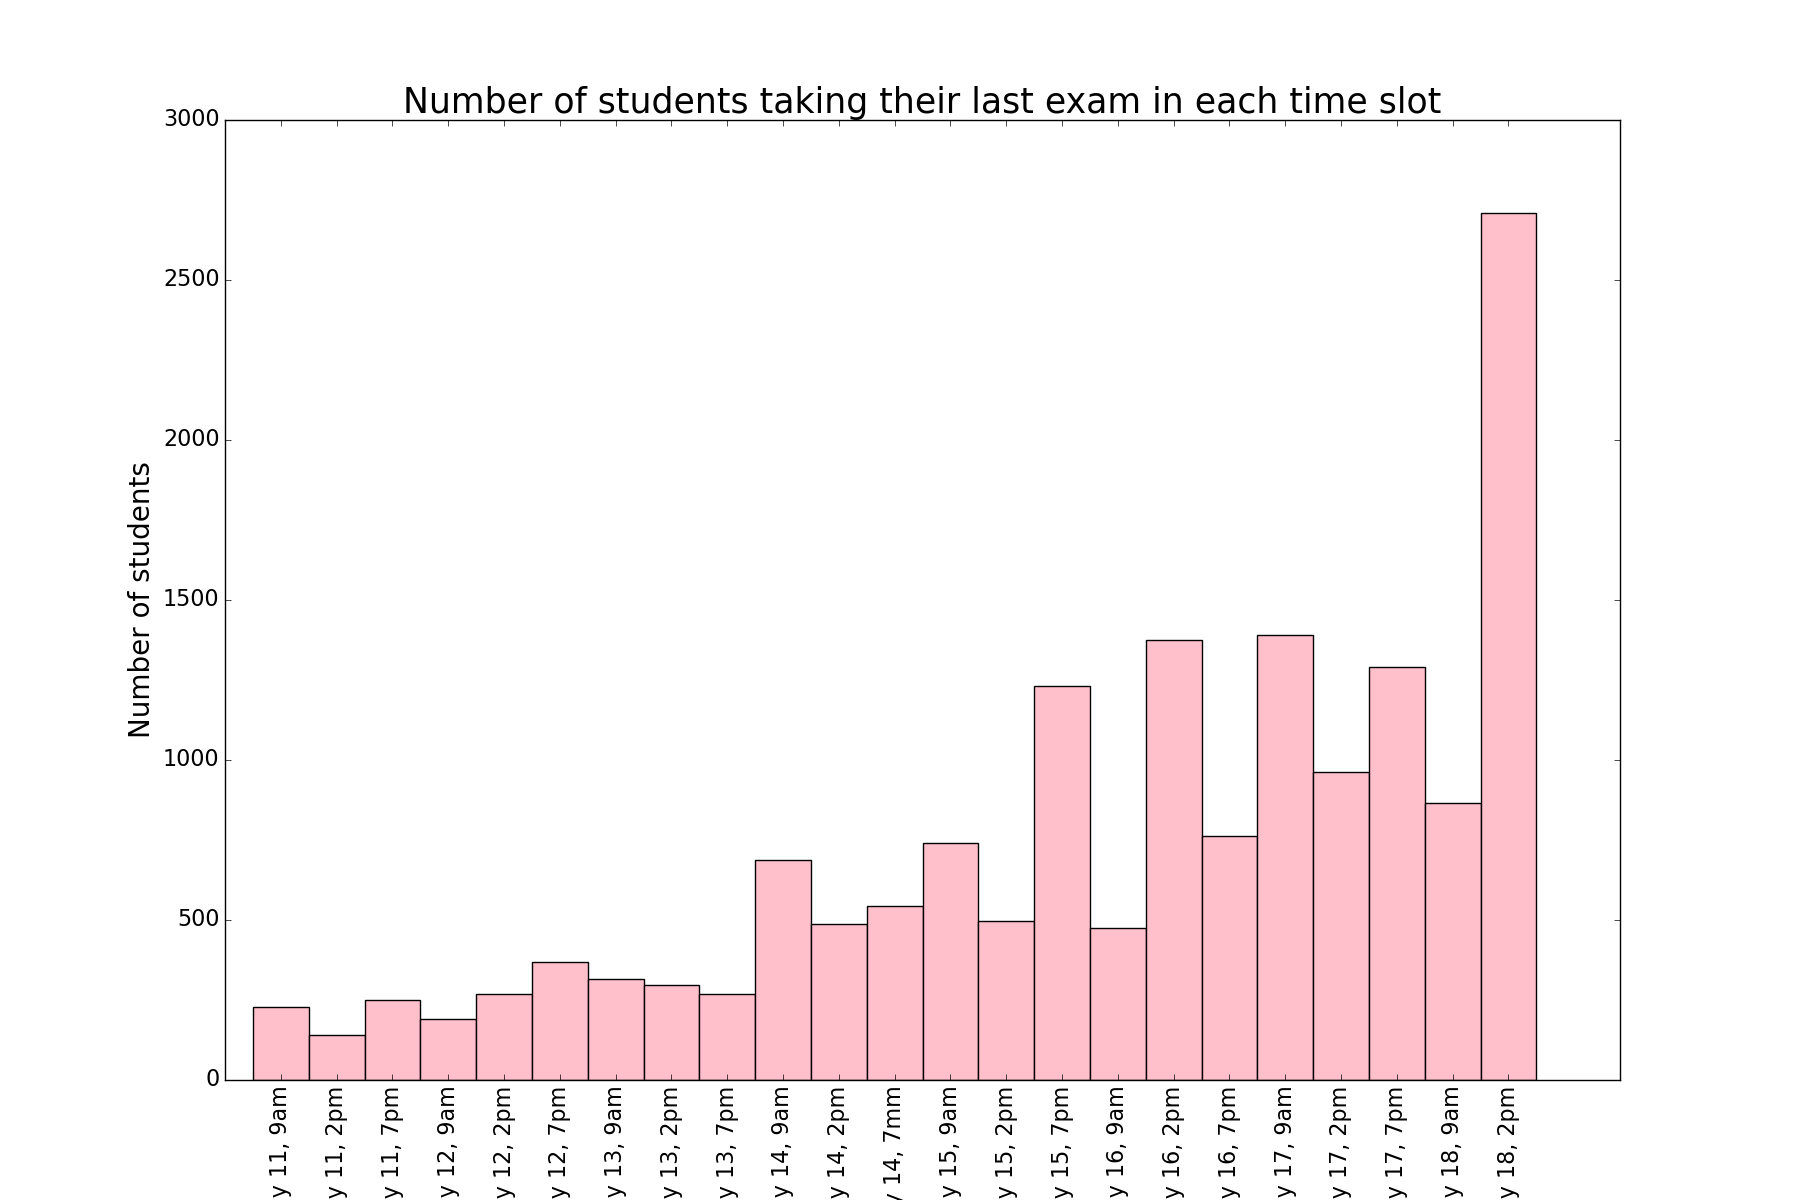 Number of students taking their last exam in each time slot
3000
2500
2000
1500
1000
500
0
Number of students
y 11, 9am
y 11, 2pm
y 11, 7pm
y 12, 9am
y 12, 2pm
y 12, 7pm
y 13, 9am
y 13, 2pm
y 13, 7pm
y 14, 9am
y 14, 2pm
y 14, 7mm
y 15, 9am
y 15, 2pm
y 15, 7pm
y 16, 9am
y 16, 2pm
y 16, 7pm
y 17, 9am
y 17, 2pm
y 17, 7pm
y 18, 9am
y 18, 2pm